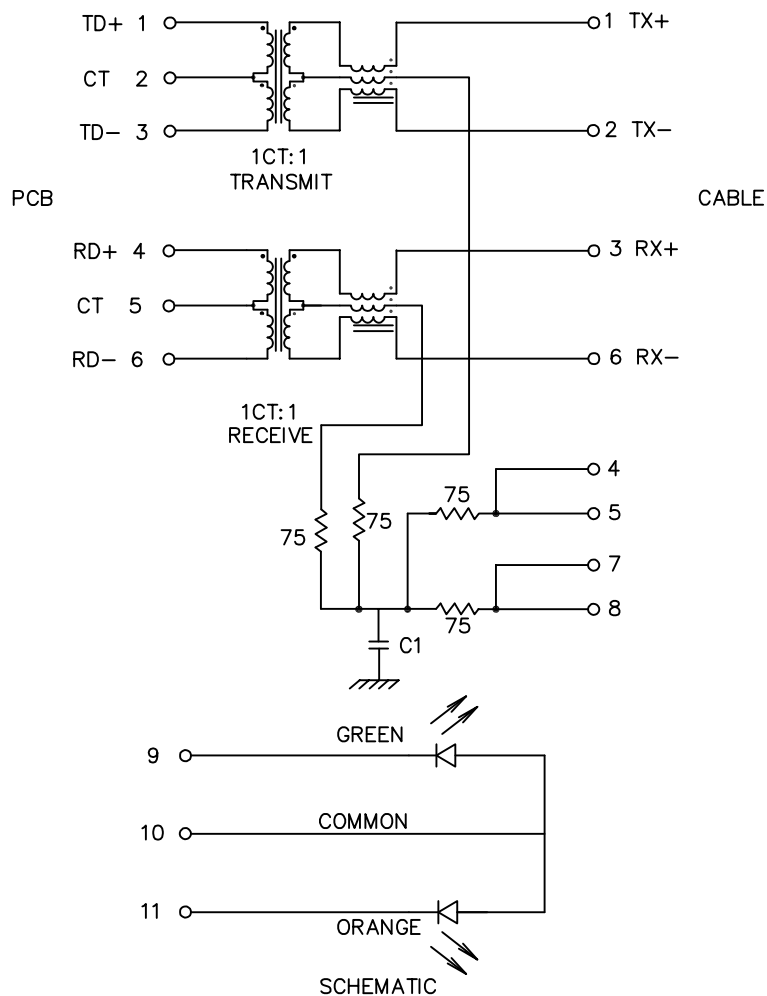 TD+ 1
1 TX+
CT 2
TD- 3
2 TX-
1CT:1
TRANSMIT
PCB
CABLE
RD+ 4
3 RX+
CT 5
RD- 6
6 RX-
1CT:1
RECEIVE
4
75
5
75
75
7
8
75
C1
GREEN
9
COMMON
10
11
ORANGE
SCHEMATIC